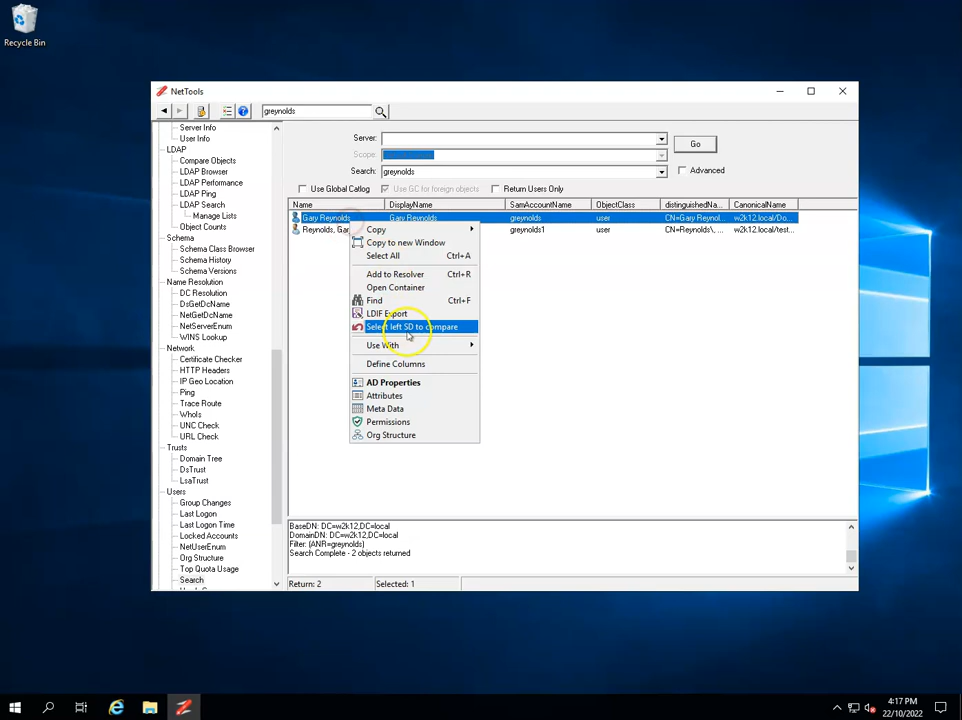 Recycle Bin
NetTools
greynolds
Server Info
User Info
LDAP
Compare Objects
LDAP Browser
LDAP Performance
LDAP Ping
LDAP Search
Manage Lists
Schema
Schema Class Browser
Schema History
Schema Versions
Name Resolution
DC Resolution
DsGetDcName
NetGetDcName
NetServerEnum
WINS Lookup
Network
Certificate Checker
HTTP Headers
IP Geo Location
Ping
Trace Route
WhoIs
UNC Check
URL Check
Trusts
Domain Tree
DsTrust
LsaTrust
Users
Group Changes
Last Logon
Last Logon Time
Locked Accounts
NetUserEnum
Org Structure
Top Quota Usage
Search
Server:
Go
Scope:
Search: greynolds
Advanced
Use Global Catlog
Use GC for foreign objects
Return Users Only
Name DisplayName SamAccountName ObjectClass distinguishedNa... CanonicalName
Gary Reynolds Gary Reynolds greynolds user CN=Gary Reynol... w2k12.local/Do...
Reynolds, Gar greynolds1 user CN=Reynolds\, ... w2k12.local/test...
Copy
Copy to new Window
Select All Ctrl+A
Add to Resolver Ctrl+R
Open Container
Find Ctrl+F
LDIF Export
Select left SD to compare
Use With
Define Columns
AD Properties
Attributes
Meta Data
Permissions
Org Structure
BaseDN: DC=w2k12,DC=local
DomainDN: DC=w2k12,DC=local
Filter: (ANR=greynolds)
Search Complete - 2 objects returned
Return: 2 Selected: 1
4:17 PM
22/10/2022